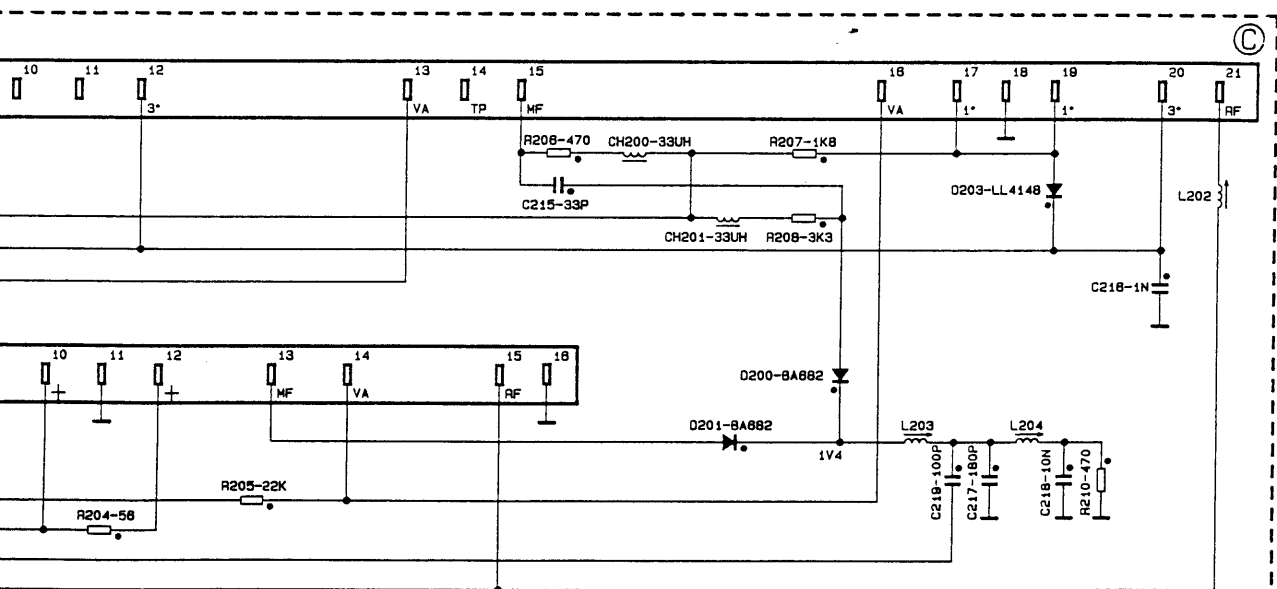 C
10 11 12 13 14 15 16 17 18 19 20 21
3° VA TP MF VA 1° 1° 3° RF
R206-470 CH200-33UH R207-1K8
D203-LL4148
L202
C215-33P
CH201-33UH R208-3K3
C216-1N
10 11 12 13 14 15 16
+ + MF VA RF
D200-BA682
D201-BA682
1V4
L203 L204
C219-100P
C217-180P
C218-10N
R210-470
R205-22K
R204-56